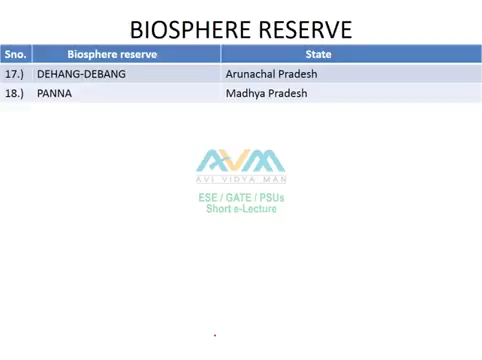 BIOSPHERE RESERVE
Sno. Biosphere reserve State
17.) DEHANG-DEBANG Arunachal Pradesh
18.) PANNA Madhya Pradesh
AVM
AVI VIDYA MAN
ESE / GATE / PSUs
Short e-Lecture